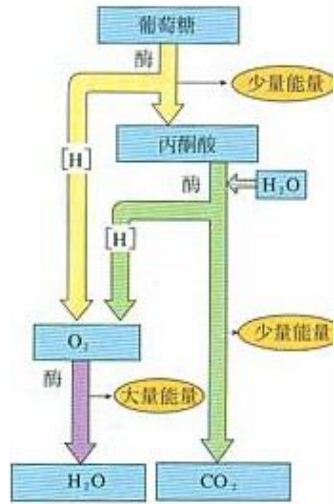 葡萄糖
酶
少量能量
[H]
丙酮酸
酶
H₂O
[H]
少量能量
O₂
酶
大量能量
H₂O
CO₂